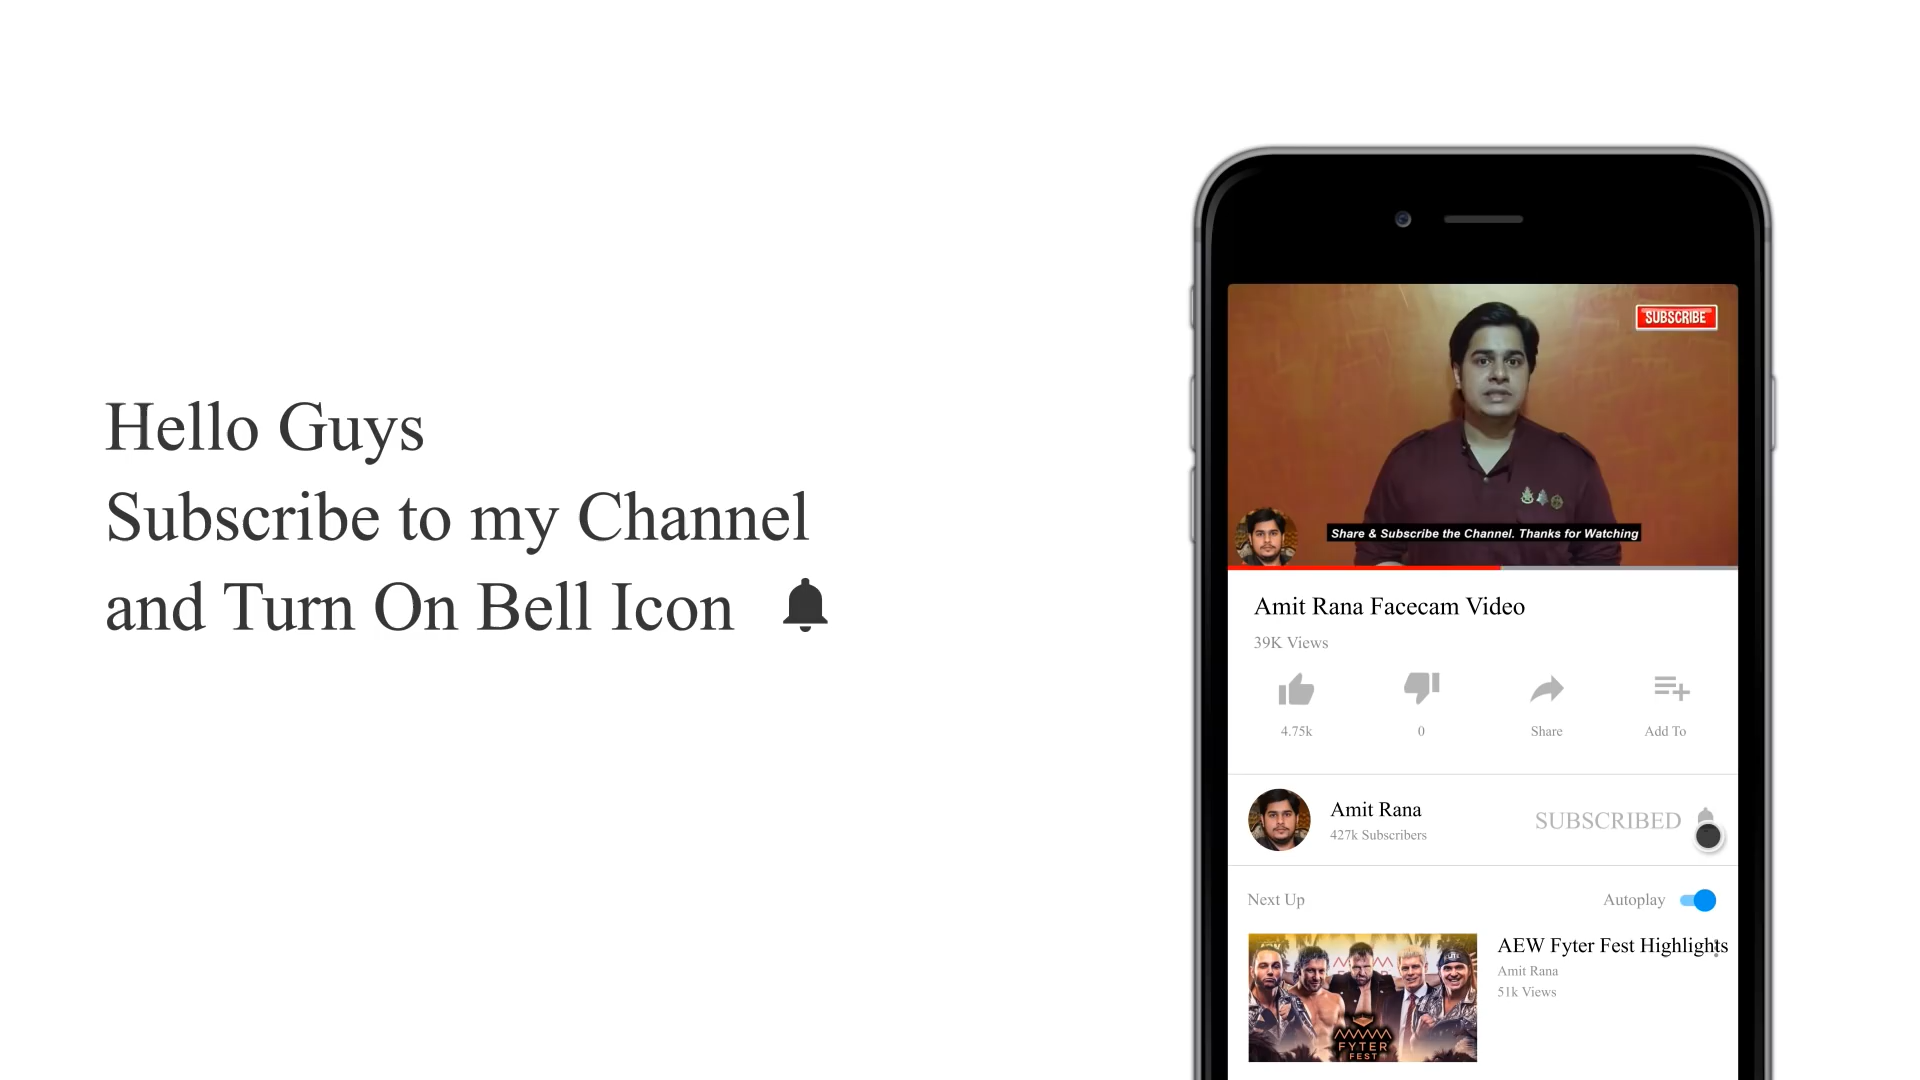 Hello Guys
Subscribe to my Channel
and Turn On Bell Icon
SUBSCRIBE
Share & Subscribe the Channel. Thanks for Watching
Amit Rana Facecam Video
39K Views
4.75k
0
Share
Add To
Amit Rana
427k Subscribers
SUBSCRIBED
Next Up
Autoplay
AEW Fyter Fest Highlights
Amit Rana
51k Views
FYTER
FEST